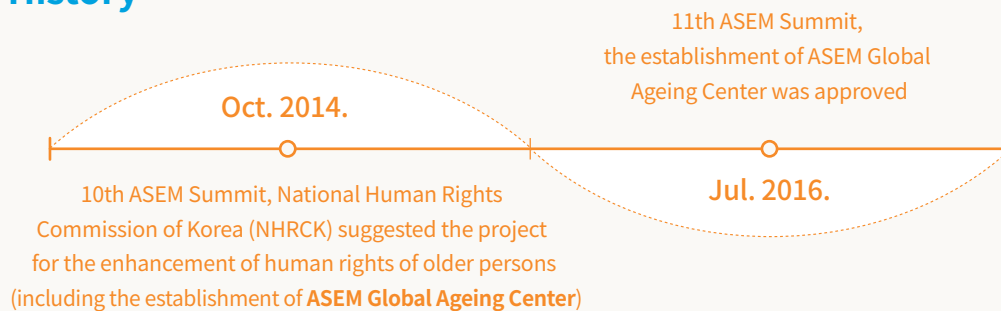 History
Oct. 2014.
10th ASEM Summit, National Human Rights
Commission of Korea (NHRCK) suggested the project
for the enhancement of human rights of older persons
(including the establishment of ASEM Global Ageing Center)
11th ASEM Summit,
the establishment of ASEM Global
Ageing Center was approved
Jul. 2016.